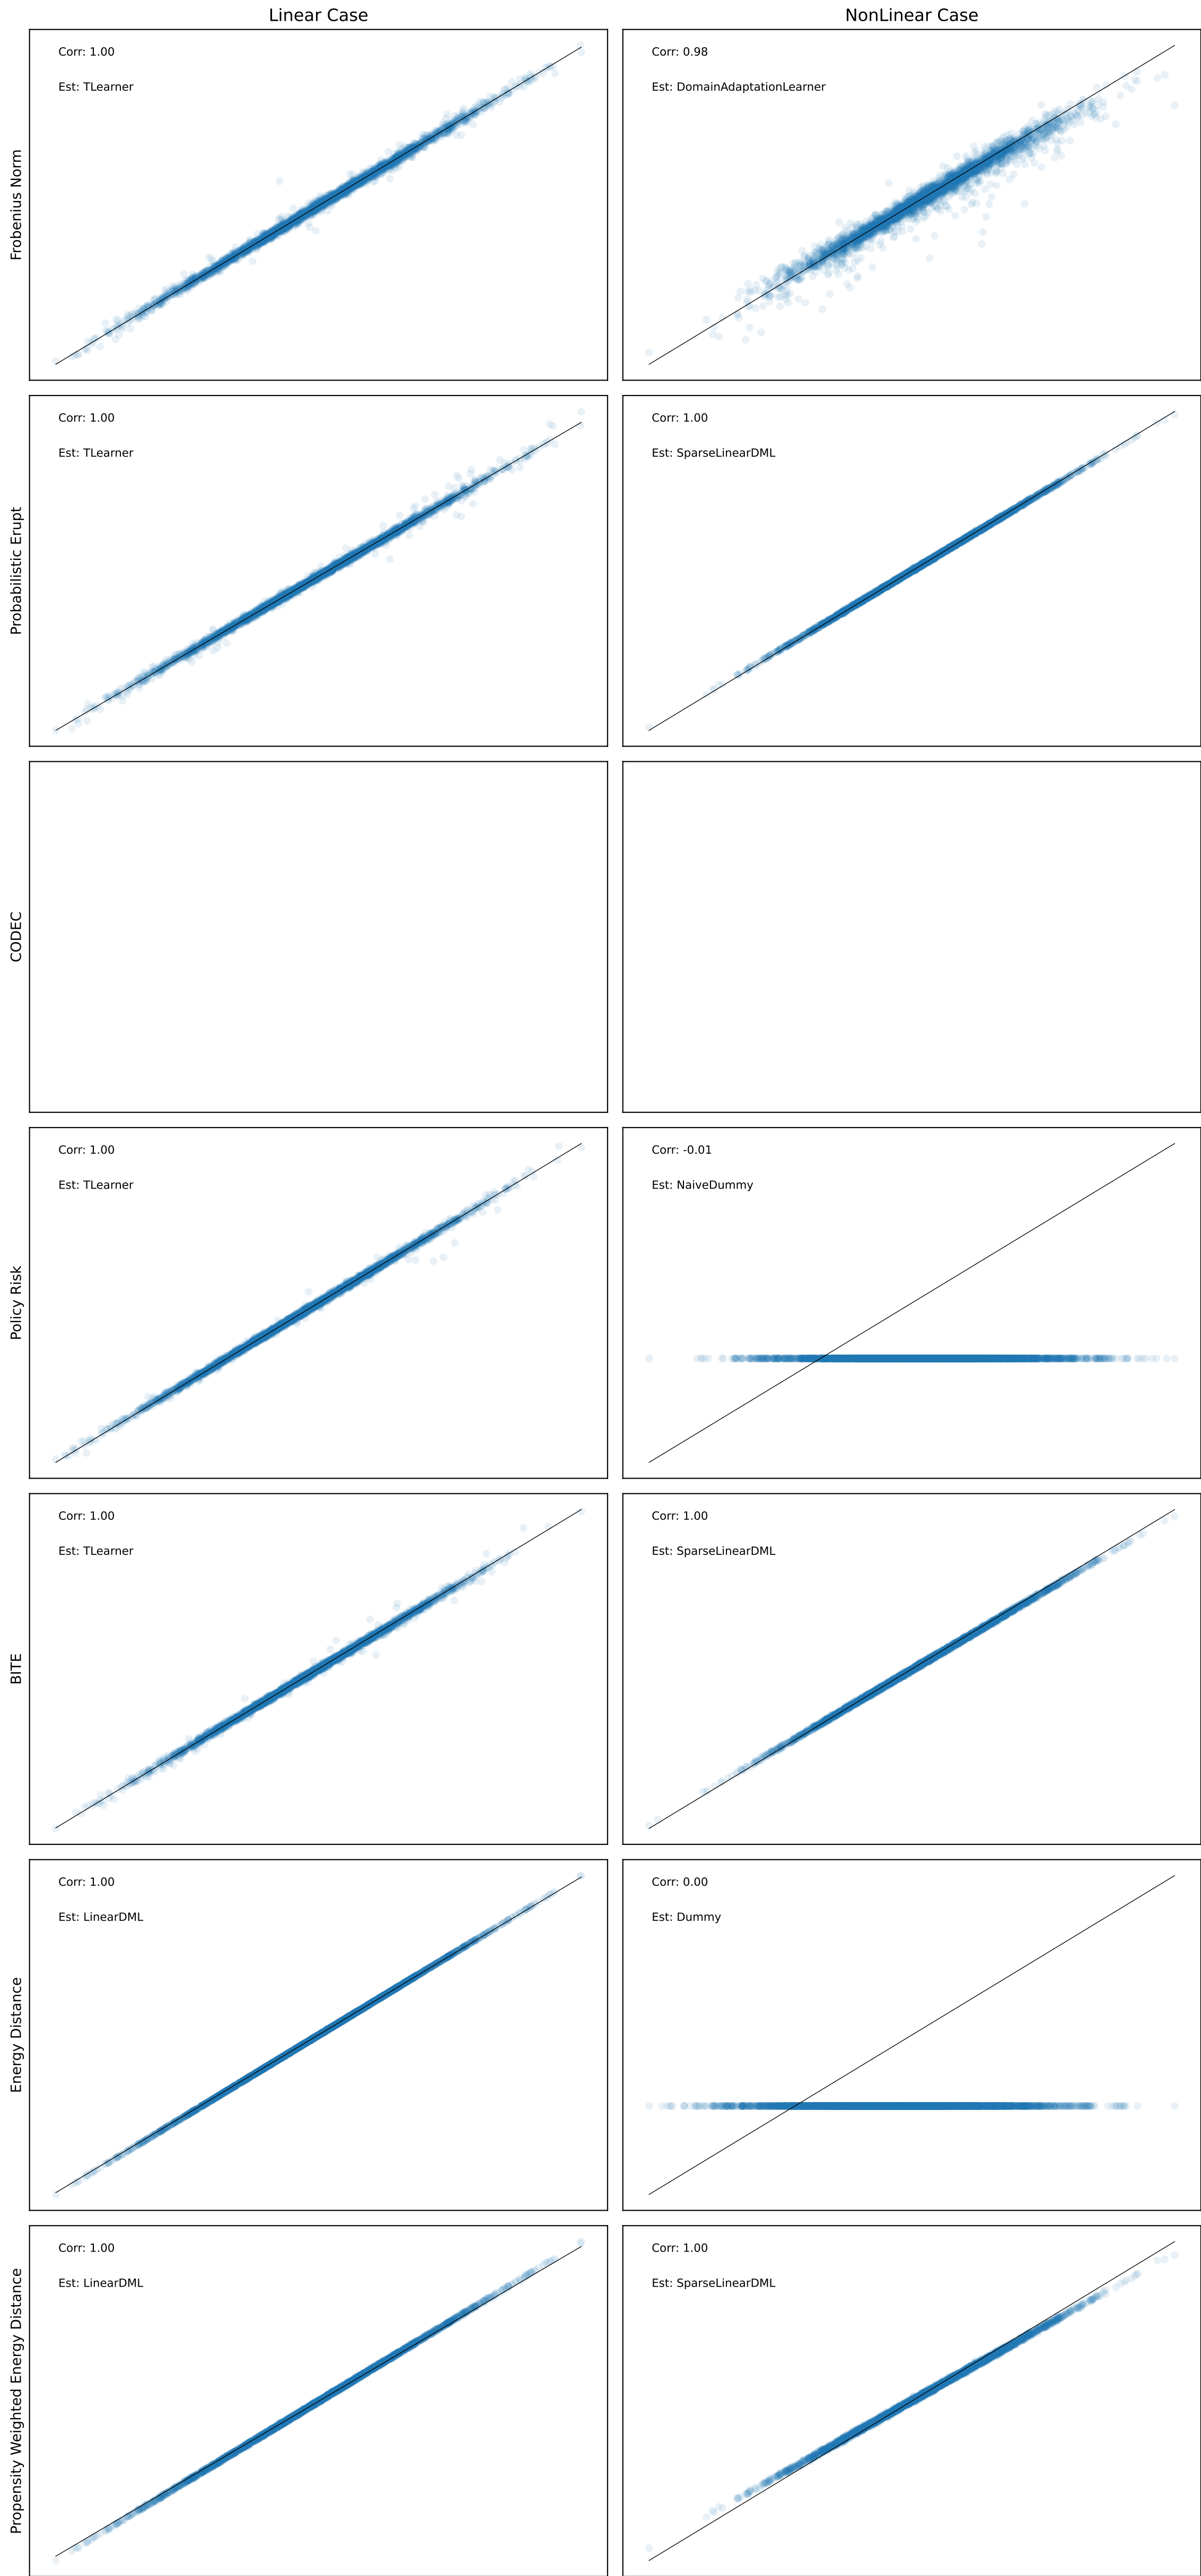 Linear Case
NonLinear Case
Frobenius Norm
Corr: 1.00
Est: TLearner
Corr: 0.98
Est: DomainAdaptationLearner
Probabilistic Erupt
Corr: 1.00
Est: TLearner
Corr: 1.00
Est: SparseLinearDML
CODEC
Policy Risk
Corr: 1.00
Est: TLearner
Corr: -0.01
Est: NaiveDummy
BITE
Corr: 1.00
Est: TLearner
Corr: 1.00
Est: SparseLinearDML
Energy Distance
Corr: 1.00
Est: LinearDML
Corr: 0.00
Est: Dummy
Propensity Weighted Energy Distance
Corr: 1.00
Est: LinearDML
Corr: 1.00
Est: SparseLinearDML